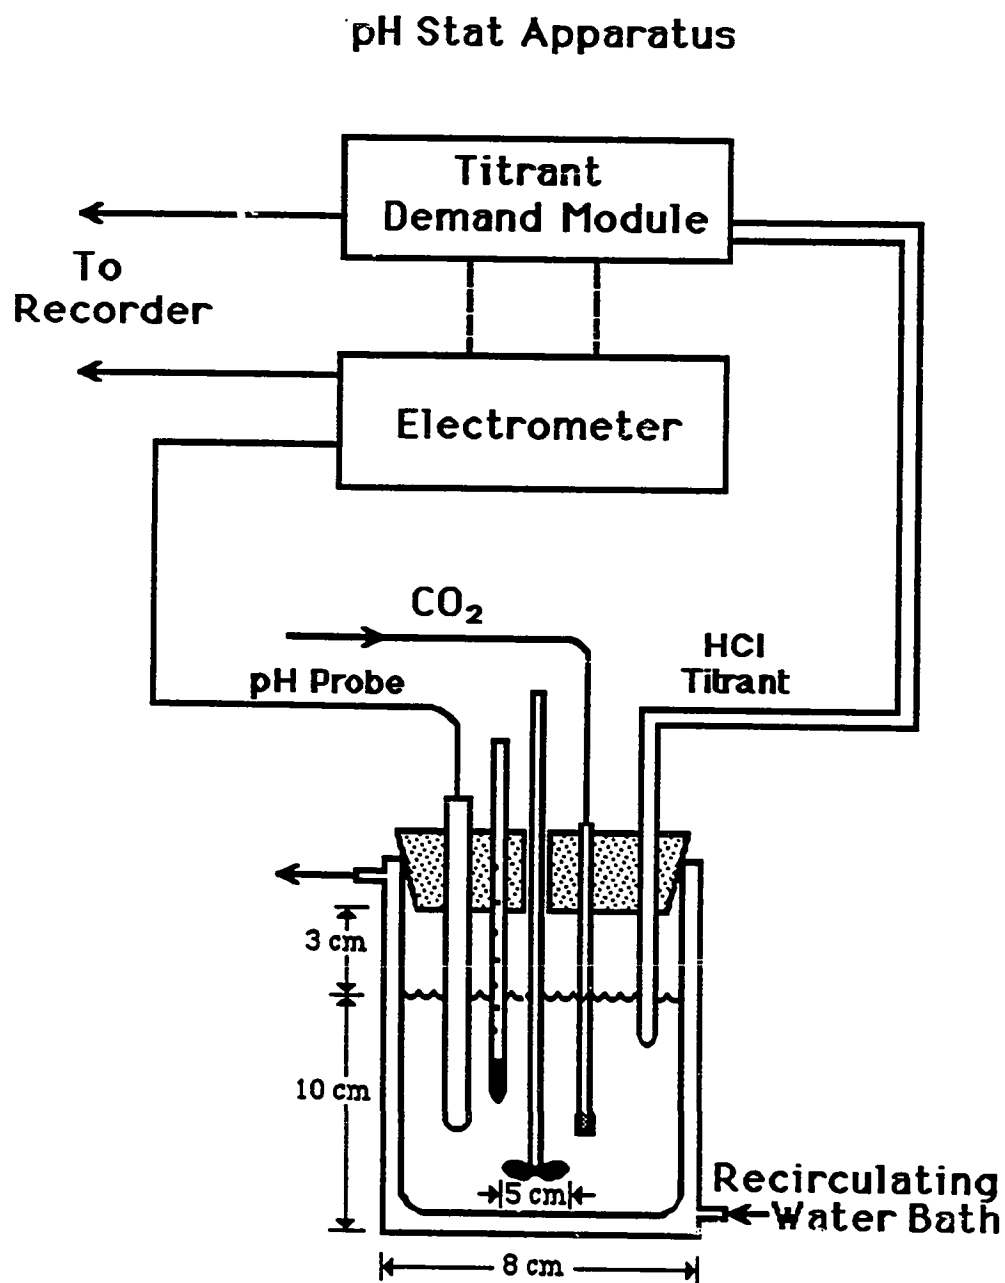 pH Stat Apparatus
Titrant
Demand Module
To
Recorder
Electrometer
CO₂
HCl
Titrant
pH Probe
3 cm
10 cm
5 cm
Recirculating
Water Bath
8 cm